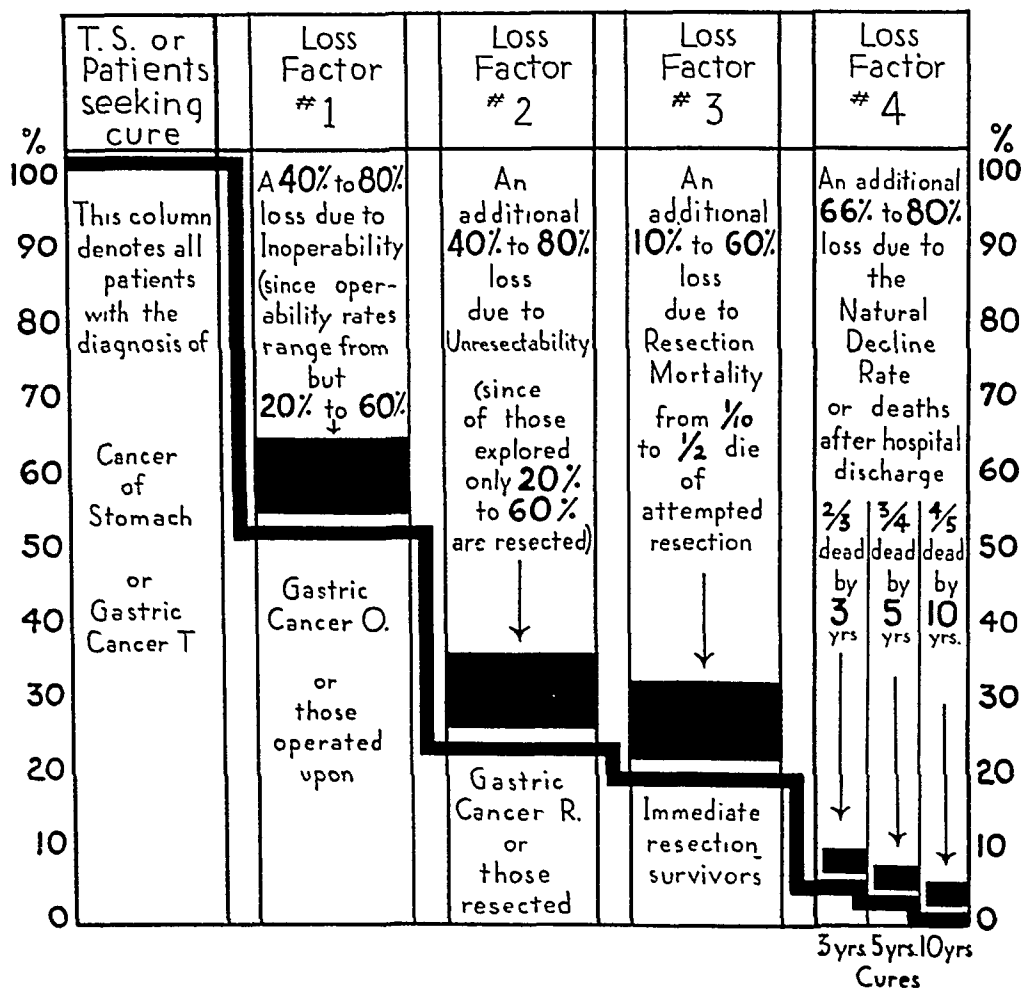 T. S. or
Patients
seeking
cure
Loss
Factor
#1
Loss
Factor
# 2
Loss
Factor
# 3
Loss
Factor
# 4
%
100
90
80
70
60
50
40
30
20
10
0
This column
denotes all
patients
with the
diagnosis of
Cancer
of
Stomach
or
Gastric
Cancer T
A 40% to 80%
loss due to
Inoperability
(since oper-
ability rates
range from
but
20% to 60%
Gastric
Cancer O.
or
those
operated
upon
An
additional
40% to 80%
loss
due to
Unresectability
(since
of those
explored
only 20%
to 60%
are resected)
Gastric
Cancer R.
or
those
resected
An
additional
10% to 60%
loss
due to
Resection
Mortality
from 1/10
to 1/2 die
of
attempted
resection
Immediate
resection
survivors
An additional
66% to 80%
loss due to
the
Natural
Decline
Rate
or deaths
after hospital
discharge
2/3
dead
by
3
yrs
3/4
dead
by
5
yrs
4/5
dead
by
10
yrs.
%
100
90
80
70
60
50
40
30
20
10
0
3yrs. 5yrs. 10yrs
Cures